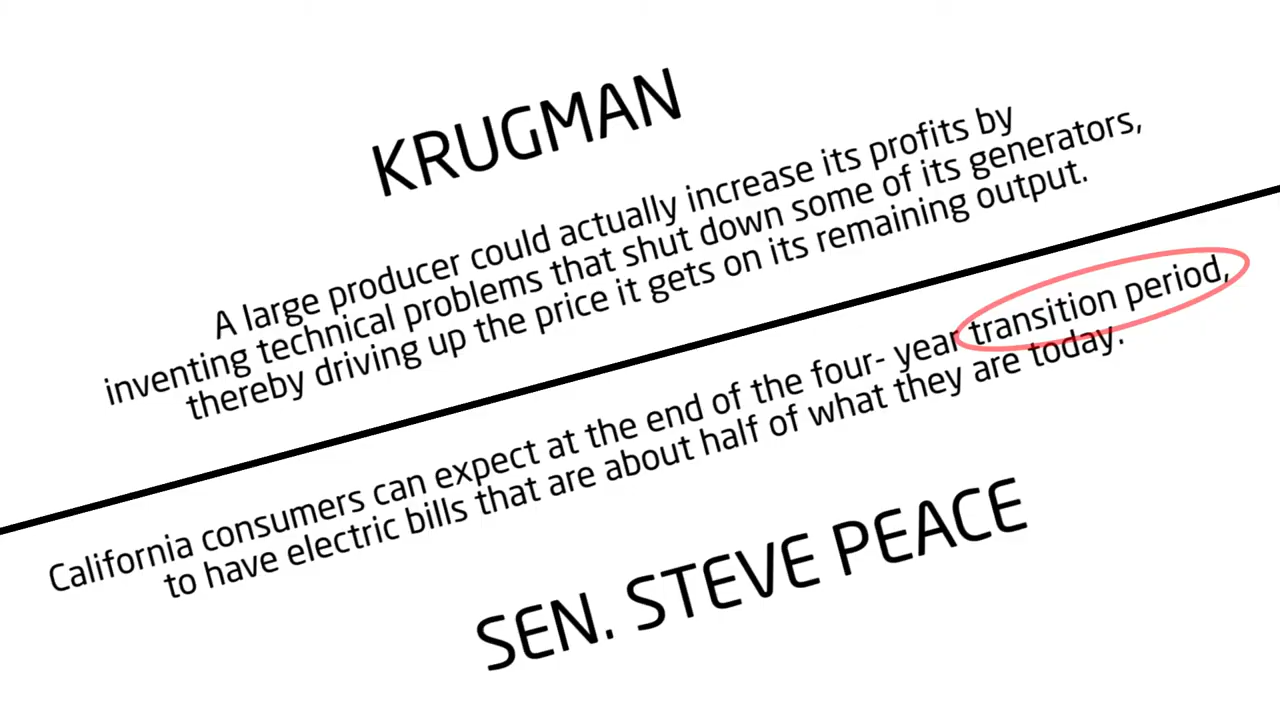 KRUGMAN
A large producer could actually increase its profits by
inventing technical problems that shut down some of its generators,
thereby driving up the price it gets on its remaining output.
California consumers can expect at the end of the four- year transition period,
to have electric bills that are about half of what they are today.
SEN. STEVE PEACE